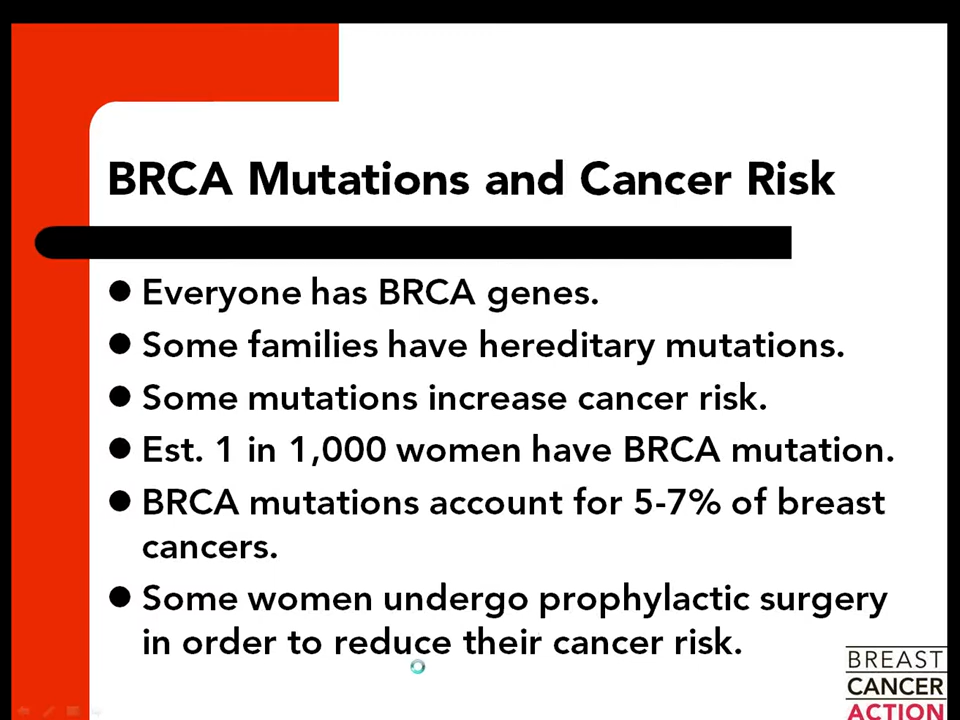 BRCA Mutations and Cancer Risk
Everyone has BRCA genes.
Some families have hereditary mutations.
Some mutations increase cancer risk.
Est. 1 in 1,000 women have BRCA mutation.
BRCA mutations account for 5-7% of breast
cancers.
Some women undergo prophylactic surgery
in order to reduce their cancer risk.
BREAST
CANCER
ACTION